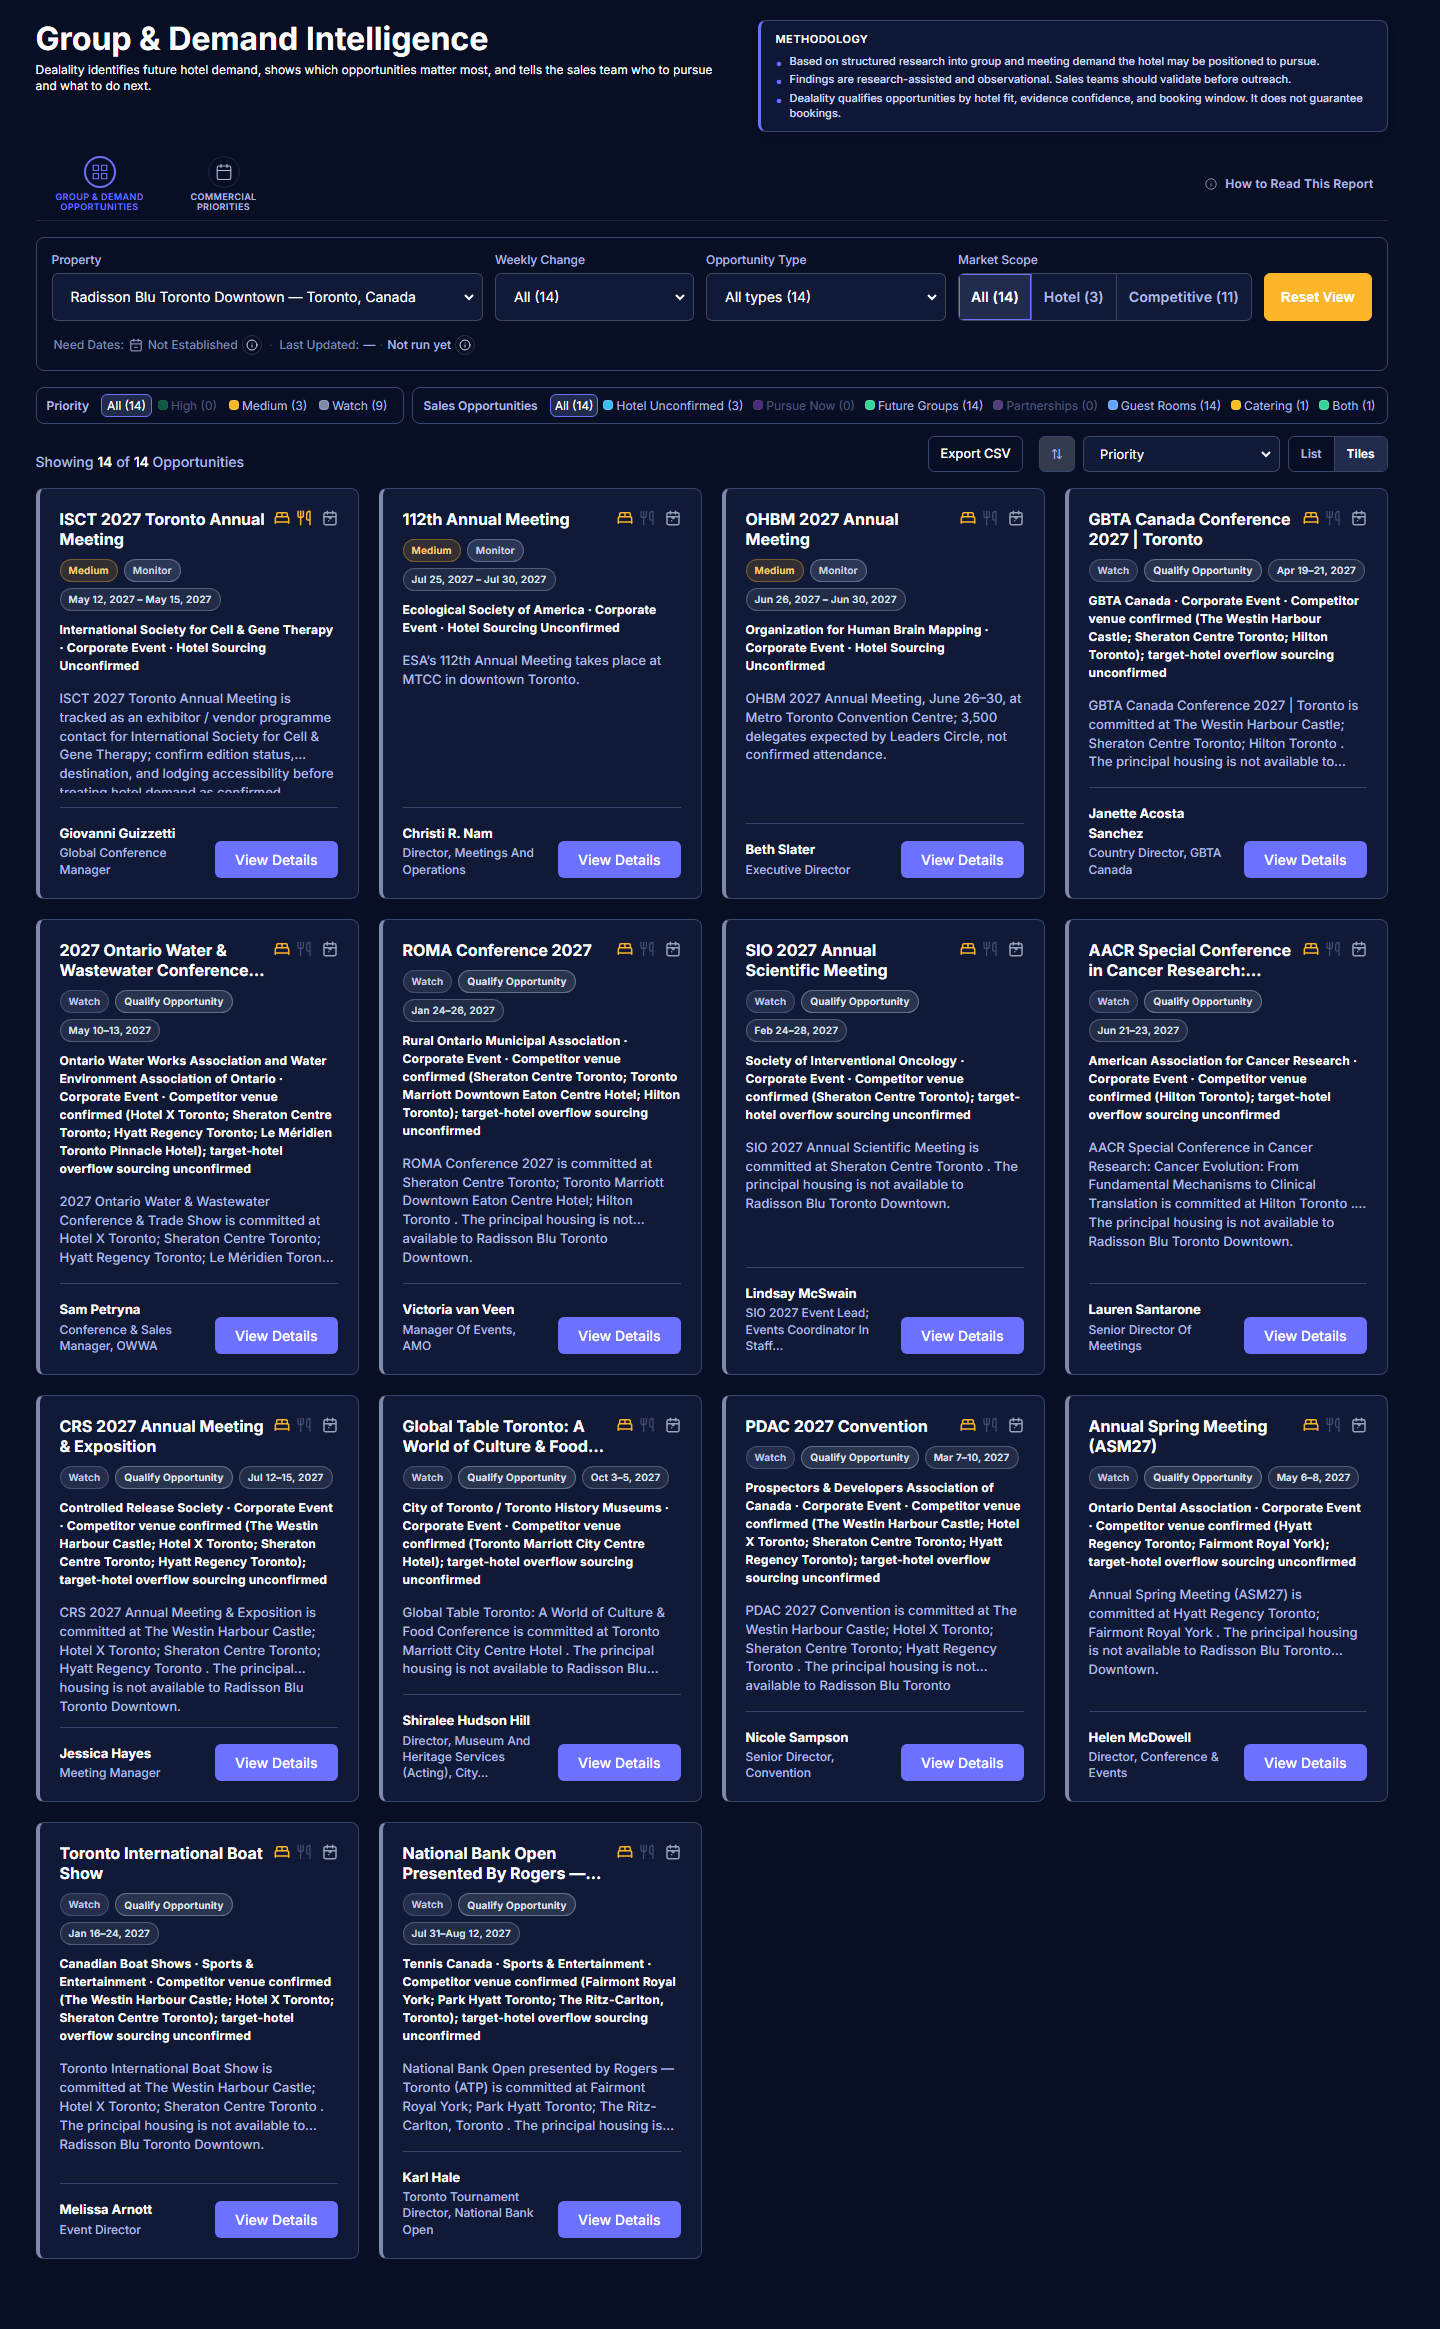 Group & Demand Intelligence
Dealality identifies future hotel demand, shows which opportunities matter most, and tells the sales team who to pursue
and what to do next.
METHODOLOGY
Based on structured research into group and meeting demand the hotel may be positioned to pursue.
Findings are research-assisted and observational. Sales teams should validate before outreach.
Dealality qualifies opportunities by hotel fit, evidence confidence, and booking window. It does not guarantee
bookings.
GROUP & DEMAND
OPPORTUNITIES
COMMERCIAL
PRIORITIES
How to Read This Report
Property
Weekly Change
Opportunity Type
Market Scope
Radisson Blu Toronto Downtown — Toronto, Canada
All (14)
All types (14)
All (14)
Hotel (3)
Competitive (11)
Reset View
Need Dates: Not Established · Last Updated: — · Not run yet
Priority All (14) High (0) Medium (3) Watch (9)
Sales Opportunities All (14) Hotel Unconfirmed (3) Pursue Now (0) Future Groups (14) Partnerships (0) Guest Rooms (14) Catering (1) Both (1)
Showing 14 of 14 Opportunities
Export CSV
Priority
List
Tiles
ISCT 2027 Toronto Annual
Meeting
Medium
Monitor
May 12, 2027 – May 15, 2027
International Society for Cell & Gene Therapy
· Corporate Event · Hotel Sourcing
Unconfirmed
ISCT 2027 Toronto Annual Meeting is
tracked as an exhibitor / vendor programme
contact for International Society for Cell &
Gene Therapy; confirm edition status,...
destination, and lodging accessibility before
treating hotel demand as confirmed
Giovanni Guizzetti
Global Conference
Manager
View Details
112th Annual Meeting
Medium
Monitor
Jul 25, 2027 – Jul 30, 2027
Ecological Society of America · Corporate
Event · Hotel Sourcing Unconfirmed
ESA's 112th Annual Meeting takes place at
MTCC in downtown Toronto.
Christi R. Nam
Director, Meetings And
Operations
View Details
OHBM 2027 Annual
Meeting
Medium
Monitor
Jun 26, 2027 – Jun 30, 2027
Organization for Human Brain Mapping ·
Corporate Event · Hotel Sourcing
Unconfirmed
OHBM 2027 Annual Meeting, June 26–30, at
Metro Toronto Convention Centre; 3,500
delegates expected by Leaders Circle, not
confirmed attendance.
Beth Slater
Executive Director
View Details
GBTA Canada Conference
2027 | Toronto
Watch
Qualify Opportunity
Apr 19–21, 2027
GBTA Canada · Corporate Event · Competitor
venue confirmed (The Westin Harbour
Castle; Sheraton Centre Toronto; Hilton
Toronto); target-hotel overflow sourcing
unconfirmed
GBTA Canada Conference 2027 | Toronto is
committed at The Westin Harbour Castle;
Sheraton Centre Toronto; Hilton Toronto .
The principal housing is not available to...
Janette Acosta
Sanchez
Country Director, GBTA
Canada
View Details
2027 Ontario Water &
Wastewater Conference...
Watch
Qualify Opportunity
May 10–13, 2027
Ontario Water Works Association and Water
Environment Association of Ontario ·
Corporate Event · Competitor venue
confirmed (Hotel X Toronto; Sheraton Centre
Toronto; Hyatt Regency Toronto; Le Méridien
Toronto Pinnacle Hotel); target-hotel
overflow sourcing unconfirmed
2027 Ontario Water & Wastewater
Conference & Trade Show is committed at
Hotel X Toronto; Sheraton Centre Toronto;
Hyatt Regency Toronto; Le Méridien Toron...
Sam Petryna
Conference & Sales
Manager, OWWA
View Details
ROMA Conference 2027
Watch
Qualify Opportunity
Jan 24–26, 2027
Rural Ontario Municipal Association ·
Corporate Event · Competitor venue
confirmed (Sheraton Centre Toronto; Toronto
Marriott Downtown Eaton Centre Hotel; Hilton
Toronto); target-hotel overflow sourcing
unconfirmed
ROMA Conference 2027 is committed at
Sheraton Centre Toronto; Toronto Marriott
Downtown Eaton Centre Hotel; Hilton
Toronto . The principal housing is not...
available to Radisson Blu Toronto
Downtown.
Victoria van Veen
Manager Of Events,
AMO
View Details
SIO 2027 Annual
Scientific Meeting
Watch
Qualify Opportunity
Feb 24–28, 2027
Society of Interventional Oncology ·
Corporate Event · Competitor venue
confirmed (Sheraton Centre Toronto); target-
hotel overflow sourcing unconfirmed
SIO 2027 Annual Scientific Meeting is
committed at Sheraton Centre Toronto . The
principal housing is not available to
Radisson Blu Toronto Downtown.
Lindsay McSwain
SIO 2027 Event Lead;
Events Coordinator In
Staff...
View Details
AACR Special Conference
in Cancer Research:...
Watch
Qualify Opportunity
Jun 21–23, 2027
American Association for Cancer Research ·
Corporate Event · Competitor venue
confirmed (Hilton Toronto); target-hotel
overflow sourcing unconfirmed
AACR Special Conference in Cancer
Research: Cancer Evolution: From
Fundamental Mechanisms to Clinical
Translation is committed at Hilton Toronto ....
The principal housing is not available to
Radisson Blu Toronto Downtown.
Lauren Santarone
Senior Director Of
Meetings
View Details
CRS 2027 Annual Meeting
& Exposition
Watch
Qualify Opportunity
Jul 12–15, 2027
Controlled Release Society · Corporate Event
· Competitor venue confirmed (The Westin
Harbour Castle; Hotel X Toronto; Sheraton
Centre Toronto; Hyatt Regency Toronto);
target-hotel overflow sourcing unconfirmed
CRS 2027 Annual Meeting & Exposition is
committed at The Westin Harbour Castle;
Hotel X Toronto; Sheraton Centre Toronto;
Hyatt Regency Toronto . The principal...
housing is not available to Radisson Blu
Toronto Downtown.
Jessica Hayes
Meeting Manager
View Details
Global Table Toronto: A
World of Culture & Food...
Watch
Qualify Opportunity
Oct 3–5, 2027
City of Toronto / Toronto History Museums ·
Corporate Event · Competitor venue
confirmed (Toronto Marriott City Centre
Hotel); target-hotel overflow sourcing
unconfirmed
Global Table Toronto: A World of Culture &
Food Conference is committed at Toronto
Marriott City Centre Hotel . The principal
housing is not available to Radisson Blu...
Shiralee Hudson Hill
Director, Museum And
Heritage Services
(Acting), City...
View Details
PDAC 2027 Convention
Watch
Qualify Opportunity
Mar 7–10, 2027
Prospectors & Developers Association of
Canada · Corporate Event · Competitor venue
confirmed (The Westin Harbour Castle; Hotel
X Toronto; Sheraton Centre Toronto; Hyatt
Regency Toronto); target-hotel overflow
sourcing unconfirmed
PDAC 2027 Convention is committed at The
Westin Harbour Castle; Hotel X Toronto;
Sheraton Centre Toronto; Hyatt Regency
Toronto . The principal housing is not...
available to Radisson Blu Toronto
Nicole Sampson
Senior Director,
Convention
View Details
Annual Spring Meeting
(ASM27)
Watch
Qualify Opportunity
May 6–8, 2027
Ontario Dental Association · Corporate Event
· Competitor venue confirmed (Hyatt
Regency Toronto; Fairmont Royal York);
target-hotel overflow sourcing unconfirmed
Annual Spring Meeting (ASM27) is
committed at Hyatt Regency Toronto;
Fairmont Royal York . The principal housing
is not available to Radisson Blu Toronto...
Downtown.
Helen McDowell
Director, Conference &
Events
View Details
Toronto International Boat
Show
Watch
Qualify Opportunity
Jan 16–24, 2027
Canadian Boat Shows · Sports &
Entertainment · Competitor venue confirmed
(The Westin Harbour Castle; Hotel X Toronto;
Sheraton Centre Toronto); target-hotel
overflow sourcing unconfirmed
Toronto International Boat Show is
committed at The Westin Harbour Castle;
Hotel X Toronto; Sheraton Centre Toronto .
The principal housing is not available to...
Radisson Blu Toronto Downtown.
Melissa Arnott
Event Director
View Details
National Bank Open
Presented By Rogers —...
Watch
Qualify Opportunity
Jul 31–Aug 12, 2027
Tennis Canada · Sports & Entertainment ·
Competitor venue confirmed (Fairmont Royal
York; Park Hyatt Toronto; The Ritz-Carlton,
Toronto); target-hotel overflow sourcing
unconfirmed
National Bank Open presented by Rogers —
Toronto (ATP) is committed at Fairmont
Royal York; Park Hyatt Toronto; The Ritz-
Carlton, Toronto . The principal housing is...
Karl Hale
Toronto Tournament
Director, National Bank
Open
View Details